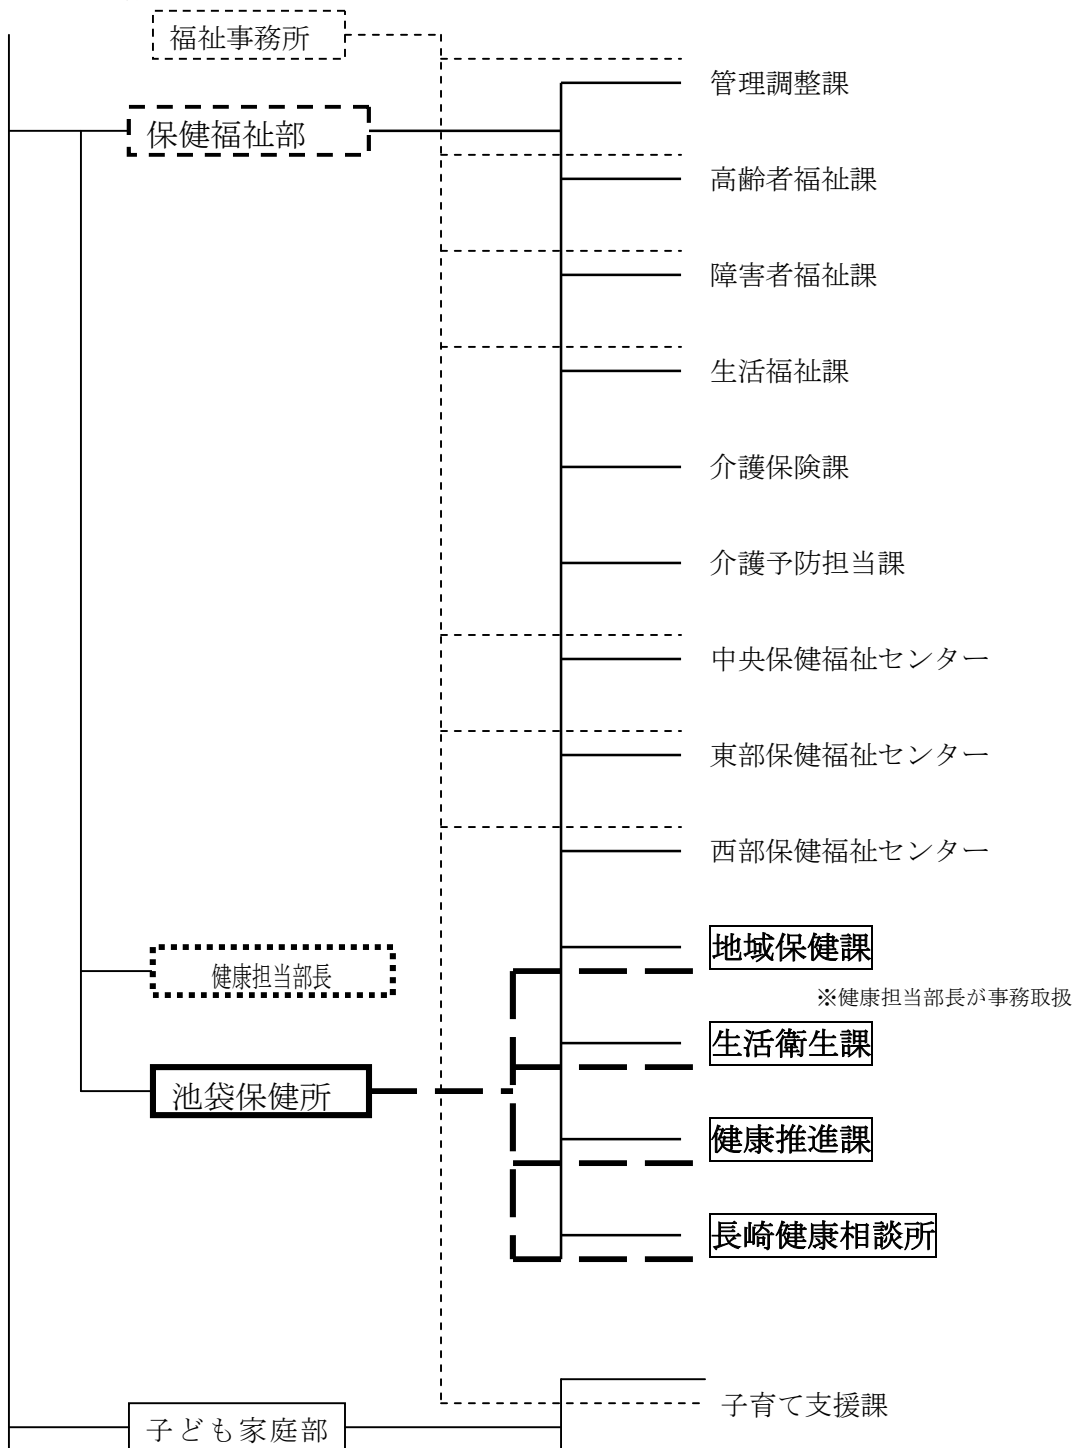 福祉事務所
管理調整課
保健福祉部
高齢者福祉課
障害者福祉課
生活福祉課
介護保険課
介護予防担当課
中央保健福祉センター
東部保健福祉センター
西部保健福祉センター
地域保健課
健康担当部長
※健康担当部長が事務取扱
生活衛生課
池袋保健所
健康推進課
長崎健康相談所
子育て支援課
子ども家庭部